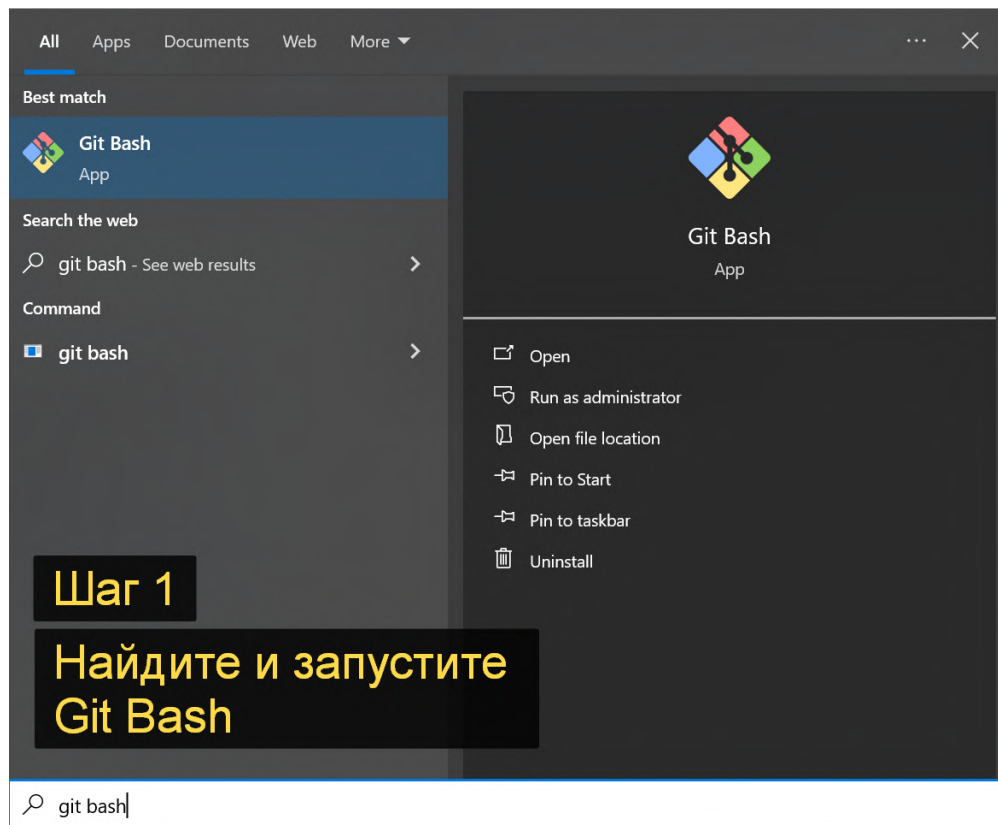 All Apps Documents Web More ...
Best match
Git Bash
App
Search the web
git bash - See web results
Command
git bash
Git Bash
App
Open
Run as administrator
Open file location
Pin to Start
Pin to taskbar
Uninstall
Шаг 1
Найдите и запустите
Git Bash
git bash